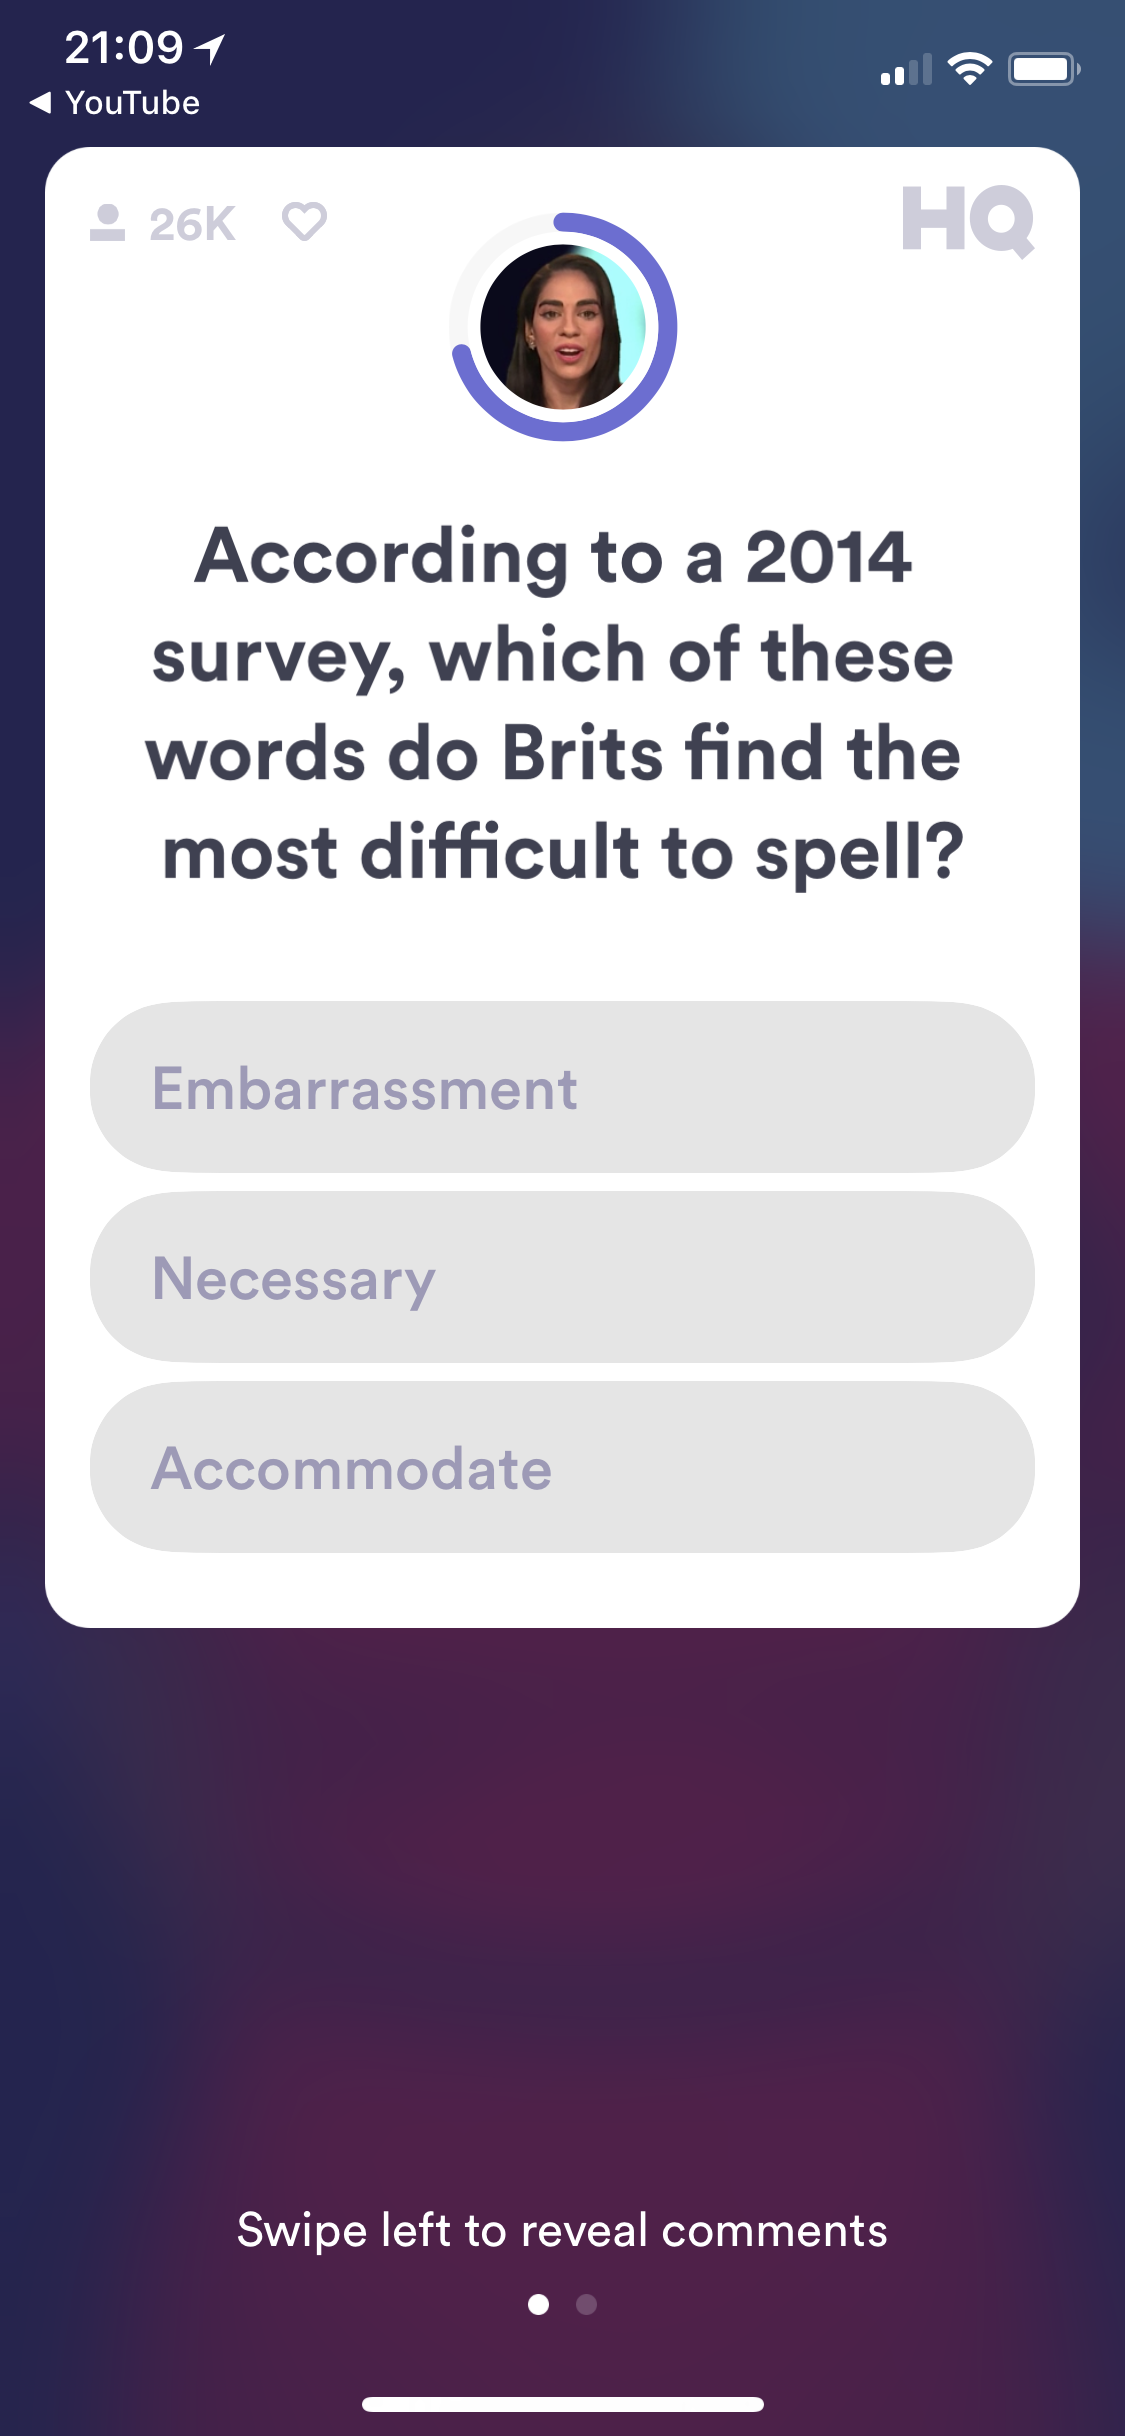 21:09
YouTube
26K
HQ
According to a 2014
survey, which of these
words do Brits find the
most difficult to spell?
Embarrassment
Necessary
Accommodate
Swipe left to reveal comments